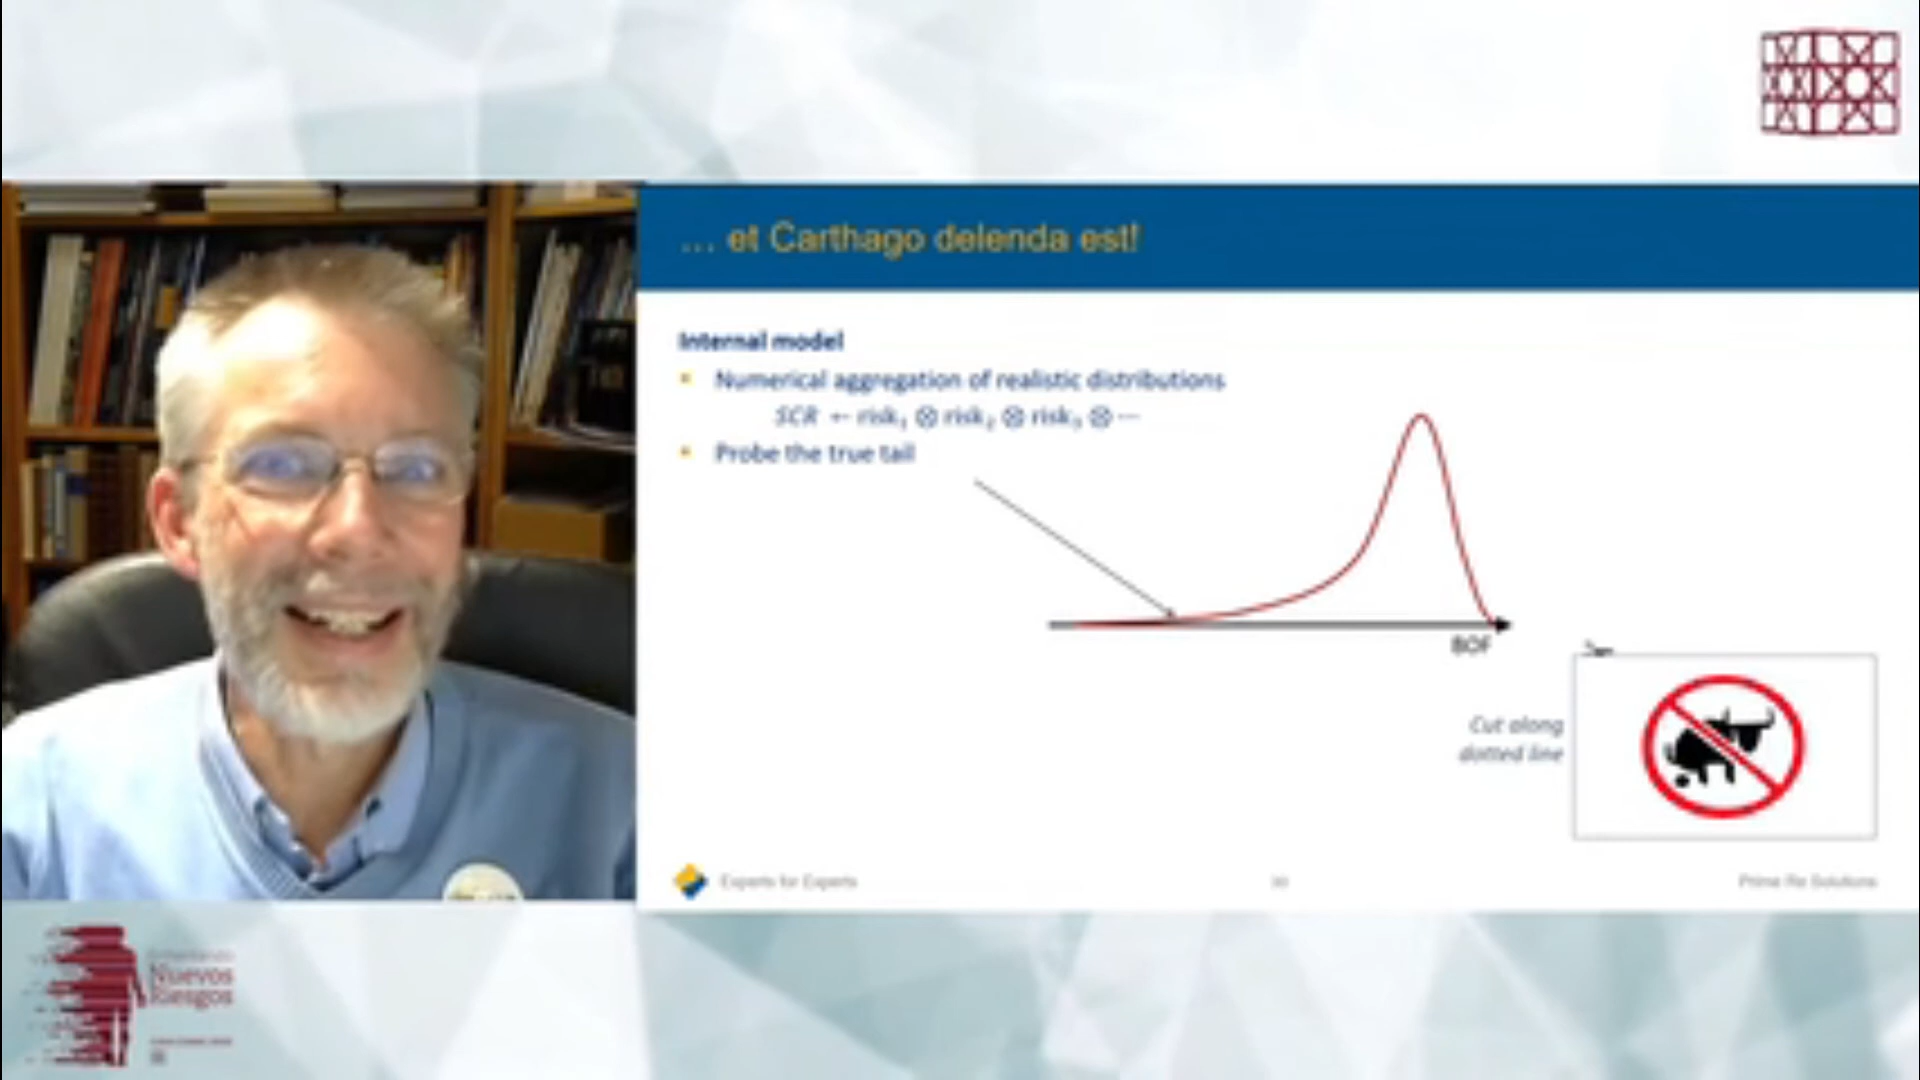 ... et Carthago delenda est!
Internal model
• Numerical aggregation of realistic distributions
SCR ← risk₁ ⊗ risk₂ ⊗ risk₃ ⊗ ···
• Probe the true tail
BOF
Cut along
dotted line
Experts for Experts
Prime Re Solutions
Nuevos
Riesgos